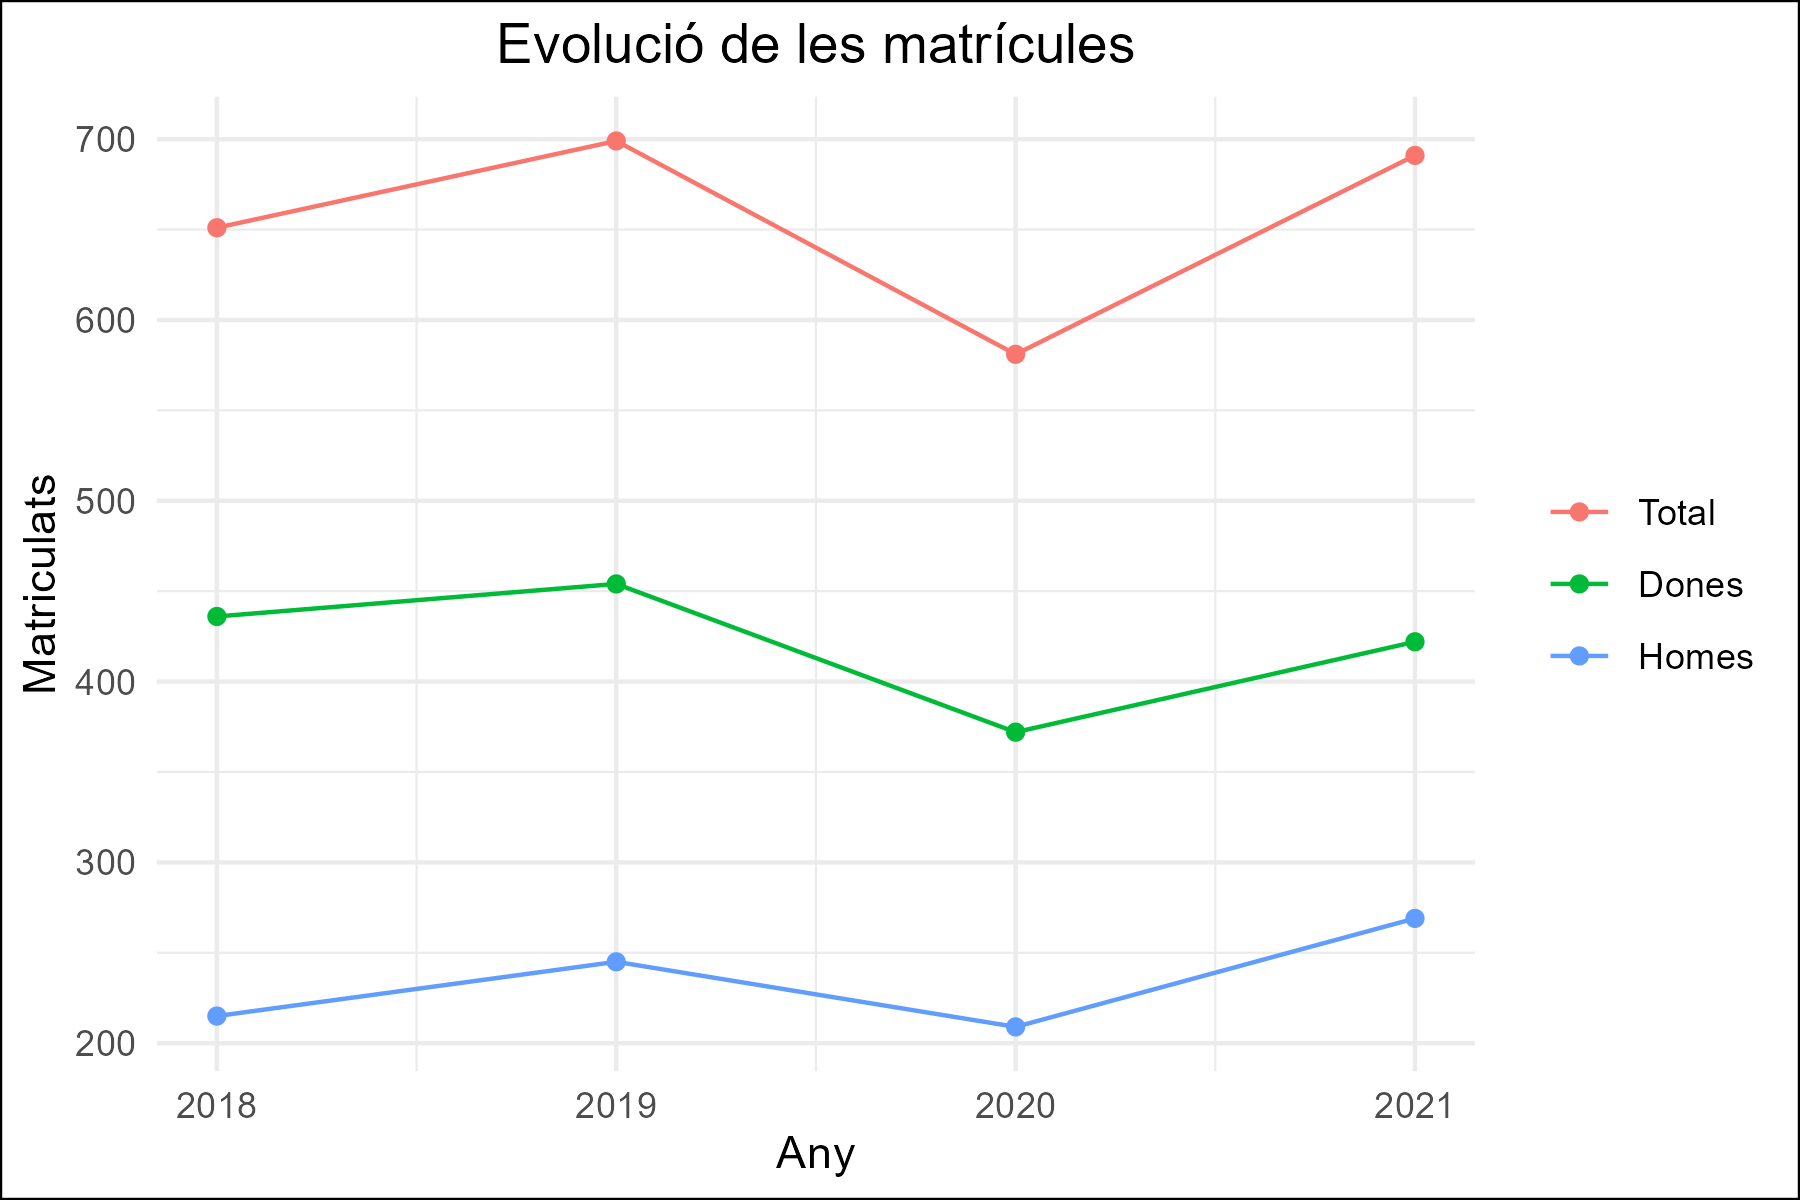 Evolució de les matrícules
Matriculats
700
600
500
400
300
200
2018 2019 2020 2021
Any
Total
Dones
Homes